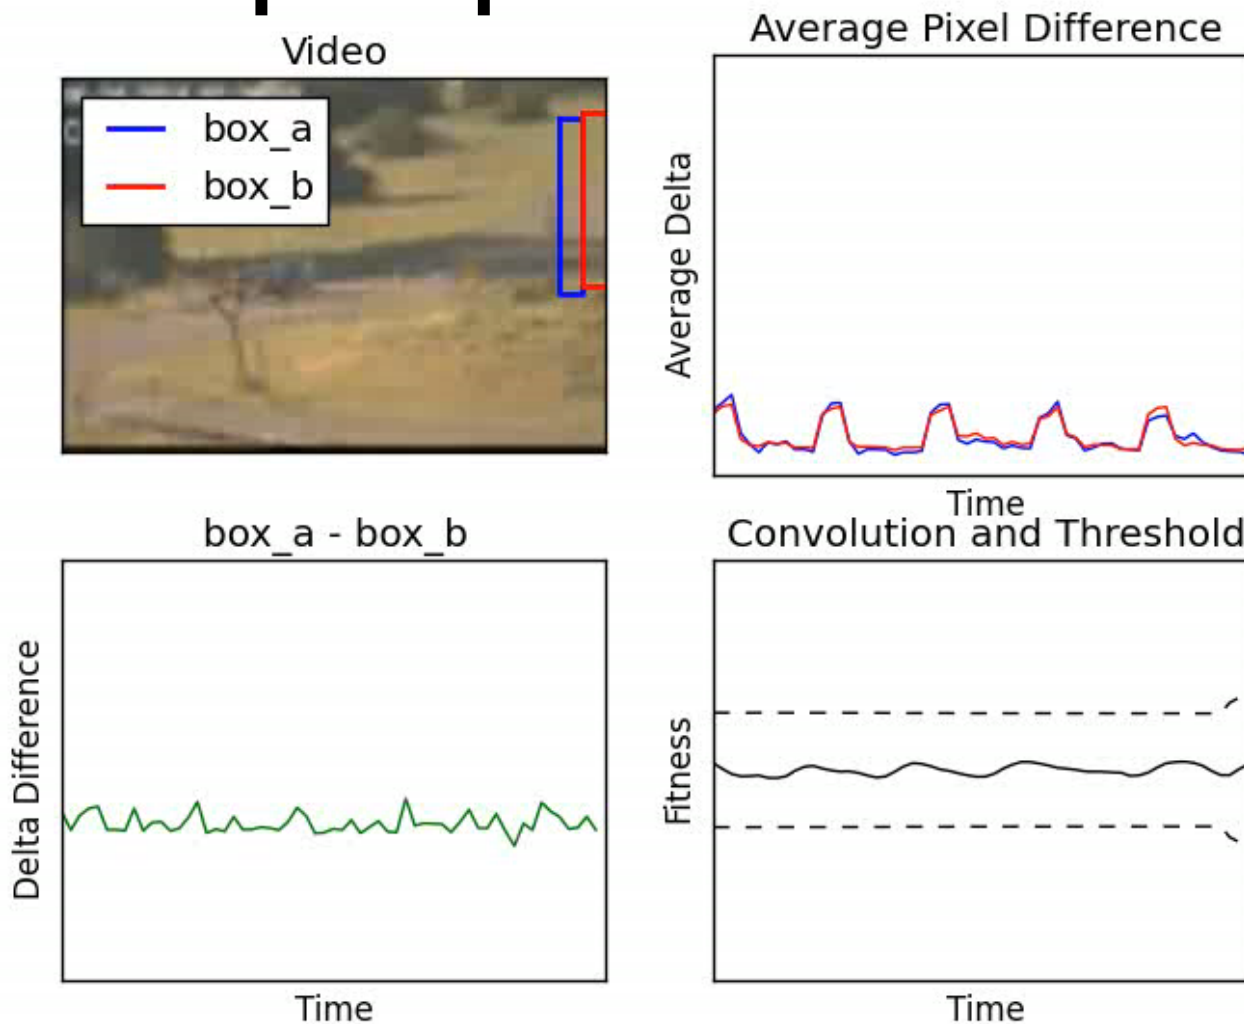 Video
box_a
box_b
Average Pixel Difference
Average Delta
Time
box_a - box_b
Delta Difference
Time
Convolution and Threshold
Fitness
Time